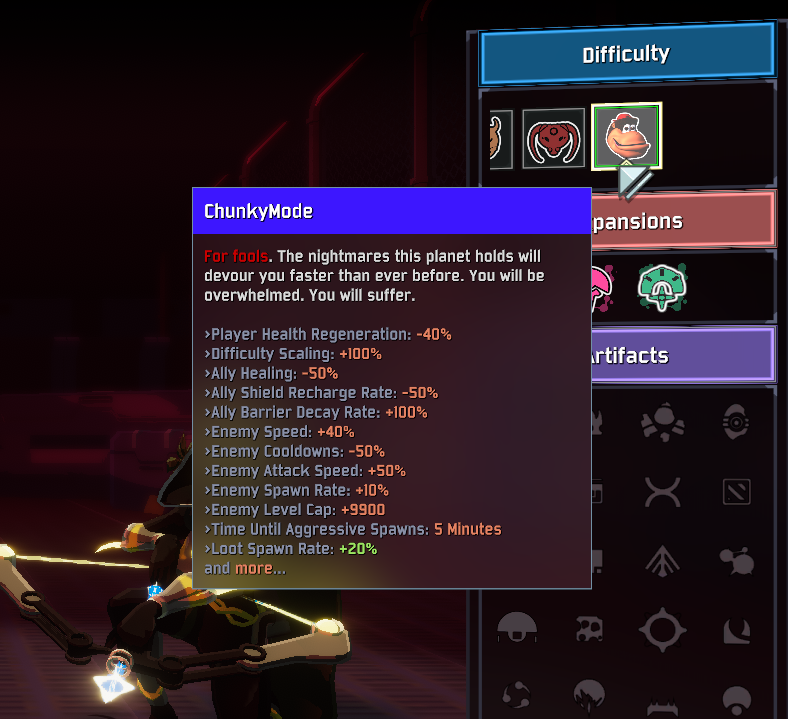 Difficulty
ChunkyMode
For fools. The nightmares this planet holds will
devour you faster than ever before. You will be
overwhelmed. You will suffer.
>Player Health Regeneration: -40%
>Difficulty Scaling: +100%
>Ally Healing: -50%
>Ally Shield Recharge Rate: -50%
>Ally Barrier Decay Rate: +100%
>Enemy Speed: +40%
>Enemy Cooldowns: -50%
>Enemy Attack Speed: +50%
>Enemy Spawn Rate: +10%
>Enemy Level Cap: +9900
>Time Until Aggressive Spawns: 5 Minutes
>Loot Spawn Rate: +20%
and more...
pansions
rtifacts